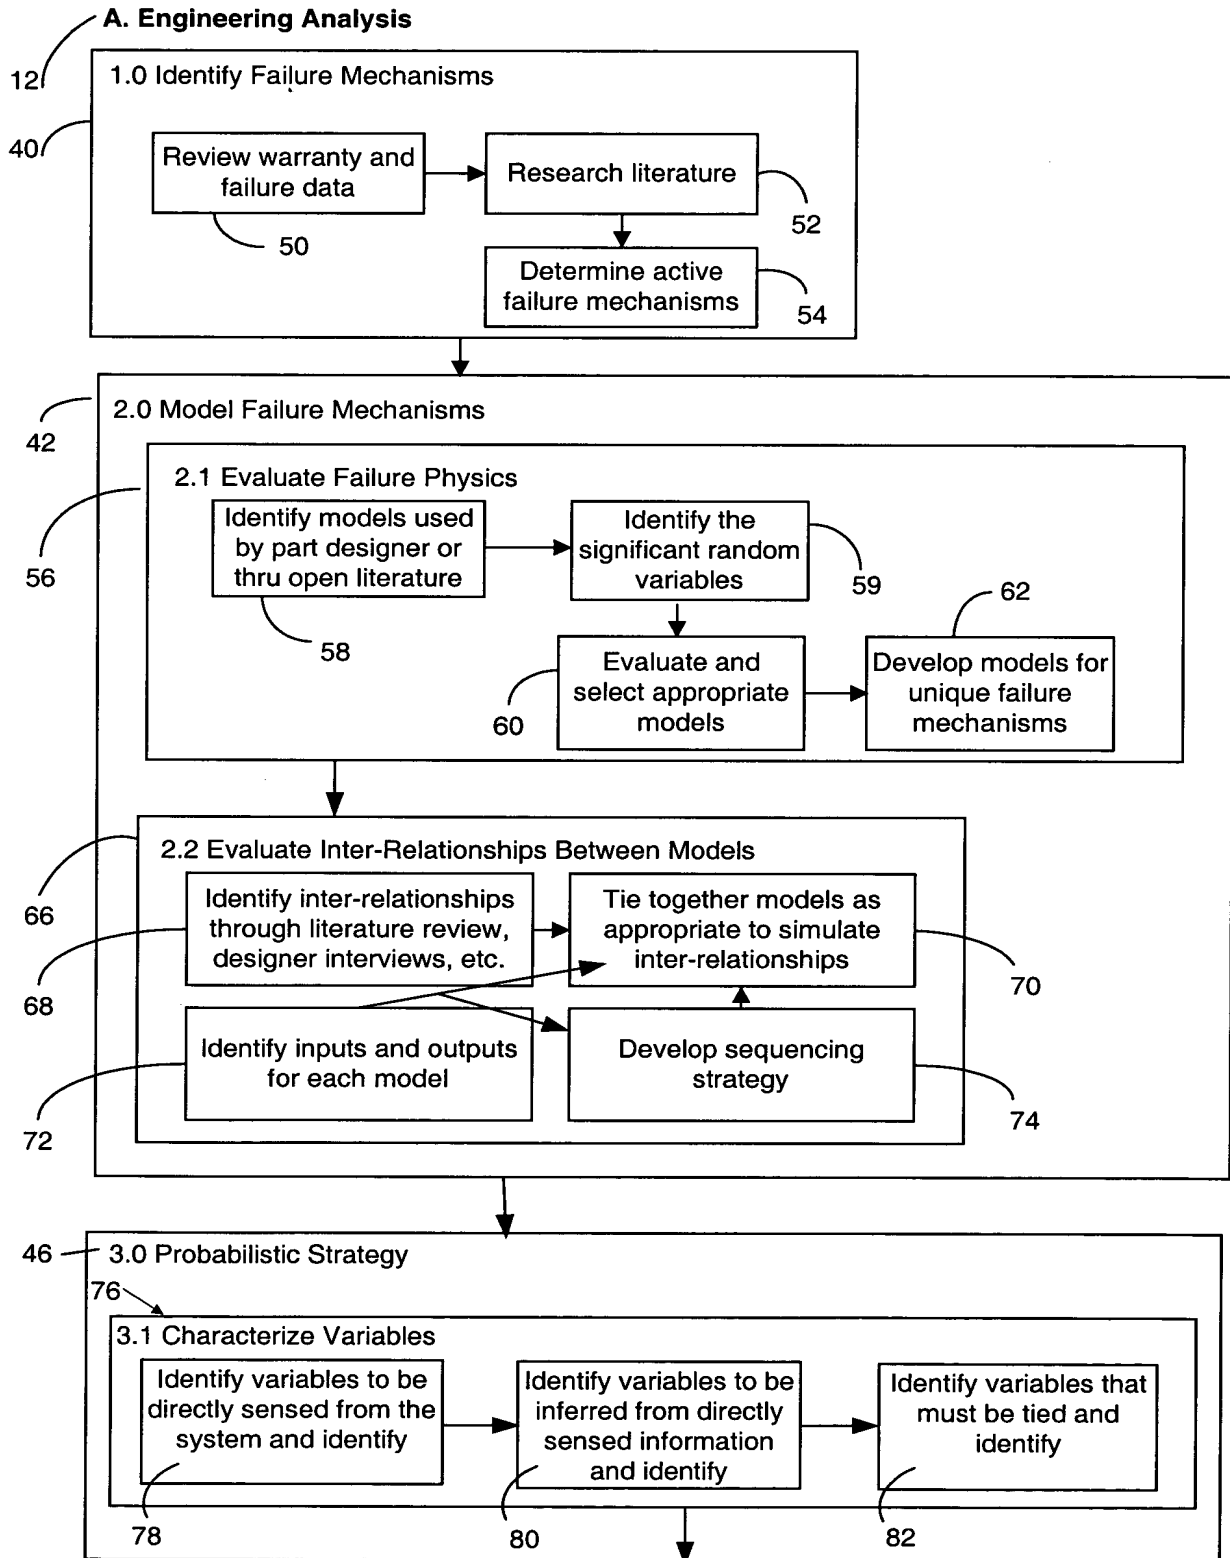 A. Engineering Analysis
12
1.0 Identify Failure Mechanisms
40
Review warranty and
failure data
50
Research literature
52
Determine active
failure mechanisms
54
42
2.0 Model Failure Mechanisms
2.1 Evaluate Failure Physics
56
Identify models used
by part designer or
thru open literature
58
Identify the
significant random
variables
59
62
Evaluate and
select appropriate
models
60
Develop models for
unique failure
mechanisms
2.2 Evaluate Inter-Relationships Between Models
66
Identify inter-relationships
through literature review,
designer interviews, etc.
68
Tie together models as
appropriate to simulate
inter-relationships
70
Identify inputs and outputs
for each model
72
Develop sequencing
strategy
74
46
3.0 Probabilistic Strategy
76
3.1 Characterize Variables
Identify variables to be
directly sensed from the
system and identify
78
Identify variables to be
inferred from directly
sensed information
and identify
80
Identify variables that
must be tied and
identify
82